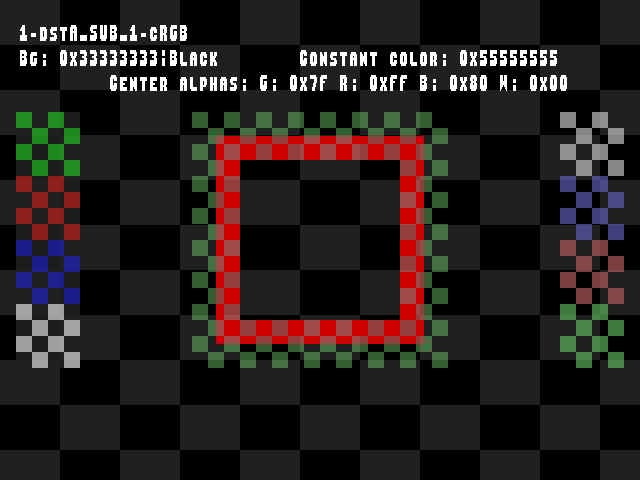 1-dstA_SUB_1-cRGB
Bg: 0x33333333|Black Constant color: 0x55555555
Center alphas: G: 0x7f R: 0xff B: 0x80 W: 0x00